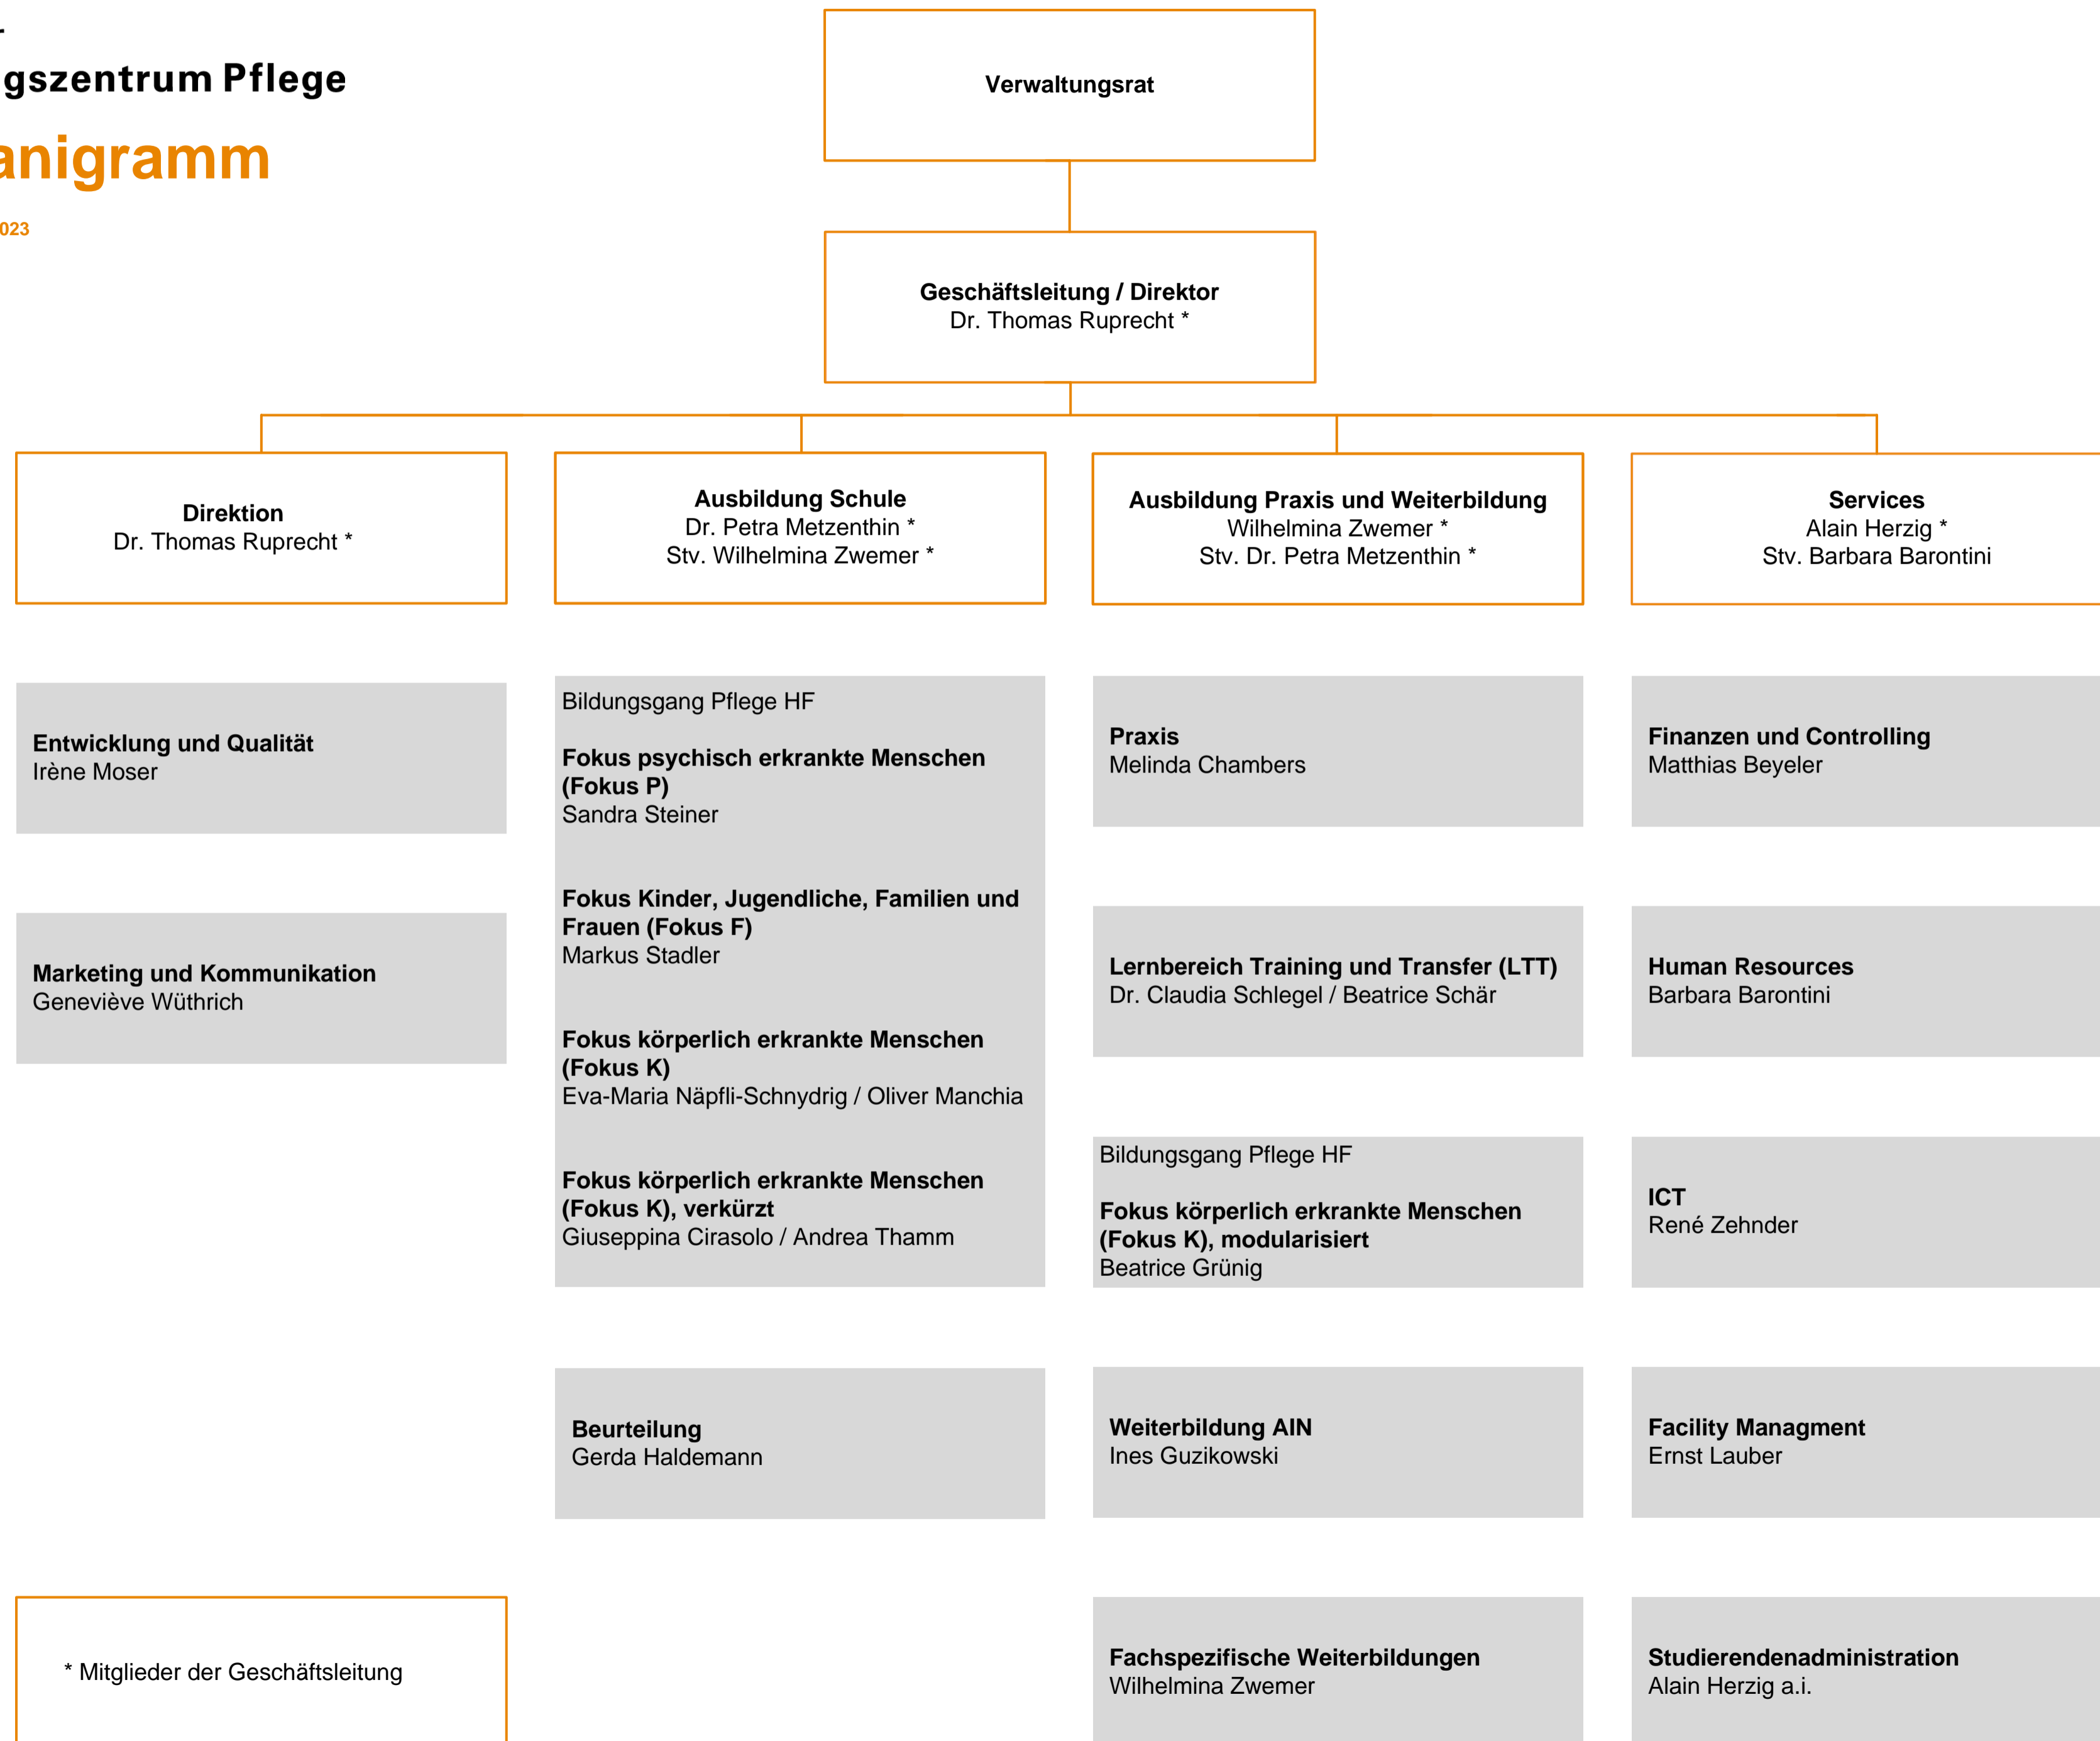 gszentrum Pflege
anigramm
023
Verwaltungsrat
Geschäftsleitung / Direktor
Dr. Thomas Ruprecht *
Direktion
Dr. Thomas Ruprecht *
Ausbildung Schule
Dr. Petra Metzenthin *
Stv. Wilhelmina Zwemer *
Ausbildung Praxis und Weiterbildung
Wilhelmina Zwemer *
Stv. Dr. Petra Metzenthin *
Services
Alain Herzig *
Stv. Barbara Barontini
Entwicklung und Qualität
Irène Moser
Marketing und Kommunikation
Geneviève Wüthrich
* Mitglieder der Geschäftsleitung
Bildungsgang Pflege HF
Fokus psychisch erkrankte Menschen
(Fokus P)
Sandra Steiner
Fokus Kinder, Jugendliche, Familien und
Frauen (Fokus F)
Markus Stadler
Fokus körperlich erkrankte Menschen
(Fokus K)
Eva-Maria Näpfli-Schnydrig / Oliver Manchia
Fokus körperlich erkrankte Menschen
(Fokus K), verkürzt
Giuseppina Cirasolo / Andrea Thamm
Beurteilung
Gerda Haldemann
Praxis
Melinda Chambers
Lernbereich Training und Transfer (LTT)
Dr. Claudia Schlegel / Beatrice Schär
Bildungsgang Pflege HF
Fokus körperlich erkrankte Menschen
(Fokus K), modularisiert
Beatrice Grünig
Weiterbildung AIN
Ines Guzikowski
Fachspezifische Weiterbildungen
Wilhelmina Zwemer
Finanzen und Controlling
Matthias Beyeler
Human Resources
Barbara Barontini
ICT
René Zehnder
Facility Managment
Ernst Lauber
Studierendenadministration
Alain Herzig a.i.